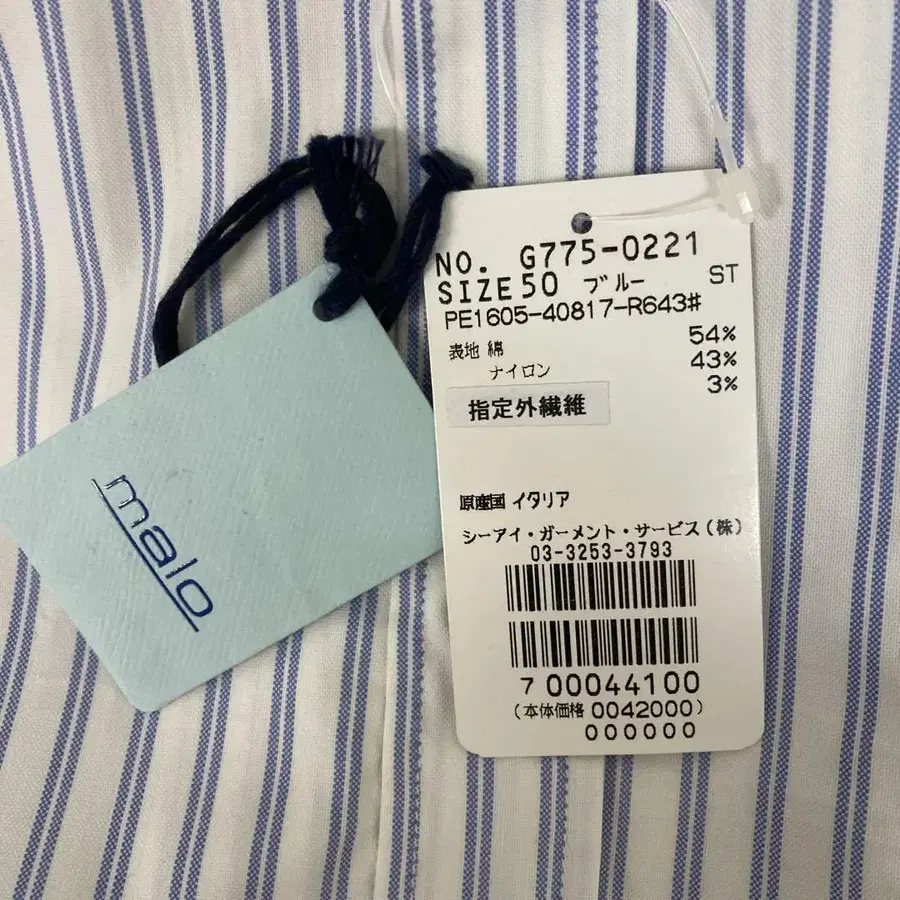 malo
NO. G775-0221
SIZE 50 ブルー ST
PE1605-40817-R643#
表地 綿 54%
ナイロン 43%
指定外繊維 3%
原産国 イタリア
シーアイ・ガーメント・サービス(株)
03-3253-3793
7 00044100
(本体価格 0042000)
000000